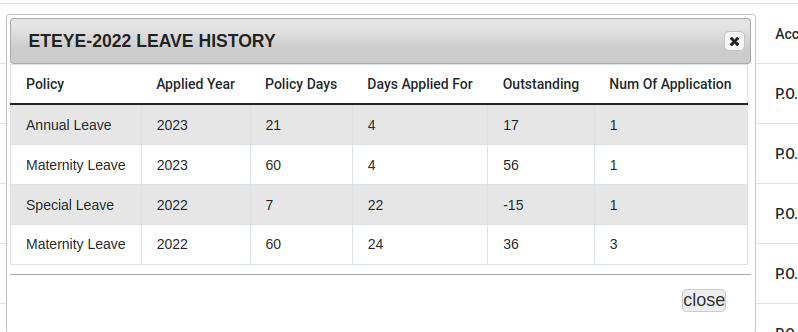 ETEYE-2022 LEAVE HISTORY
Acc
Policy Applied Year Policy Days Days Applied For Outstanding Num Of Application
P.O.
Annual Leave 2023 21 4 17 1
P.O.
Maternity Leave 2023 60 4 56 1
Special Leave 2022 7 22 -15 1
P.O.
Maternity Leave 2022 60 24 36 3
P.O.
close